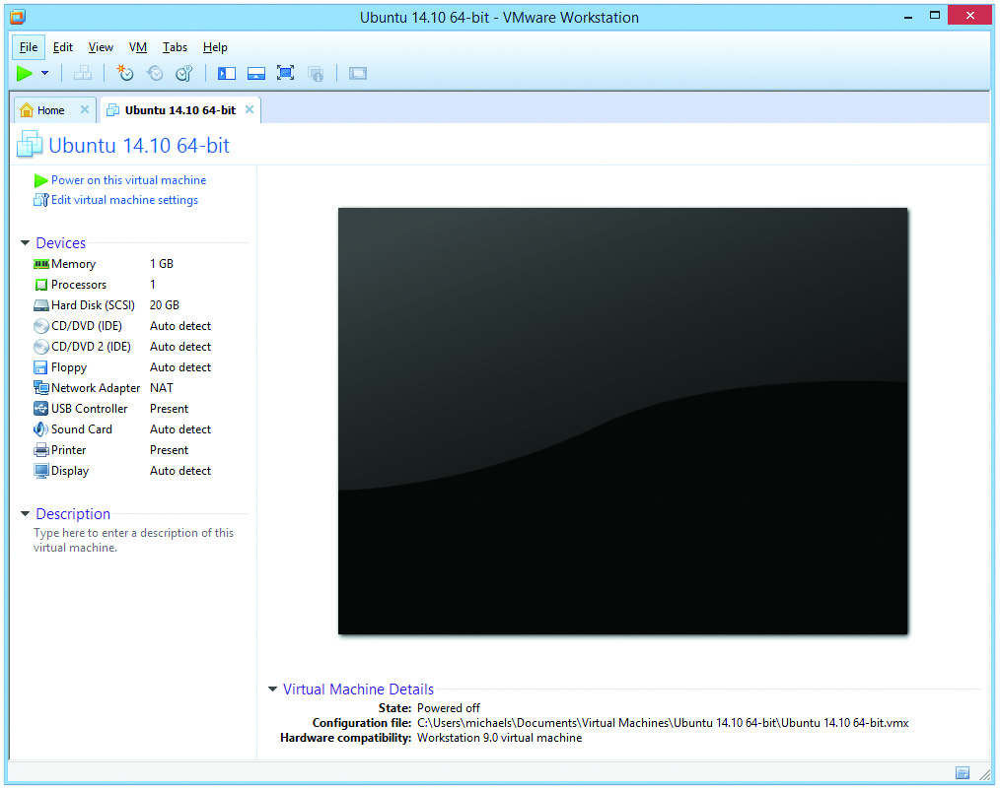 Ubuntu 14.10 64-bit - VMware Workstation
File Edit View VM Tabs Help
Home Ubuntu 14.10 64-bit
Ubuntu 14.10 64-bit
Power on this virtual machine
Edit virtual machine settings
Devices
Memory 1 GB
Processors 1
Hard Disk (SCSI) 20 GB
CD/DVD (IDE) Auto detect
CD/DVD 2 (IDE) Auto detect
Floppy Auto detect
Network Adapter NAT
USB Controller Present
Sound Card Auto detect
Printer Present
Display Auto detect
Description
Type here to enter a description of this
virtual machine.
Virtual Machine Details
State: Powered off
Configuration file: C:\Users\michaels\Documents\Virtual Machines\Ubuntu 14.10 64-bit\Ubuntu 14.10 64-bit.vmx
Hardware compatibility: Workstation 9.0 virtual machine